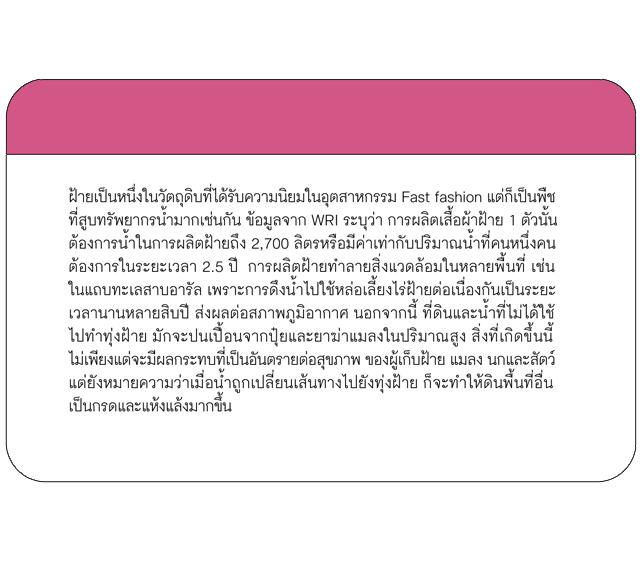 ฝ้ายเป็นหนึ่งในวัตถุดิบที่ได้รับความนิยมในอุตสาหกรรม Fast fashion แต่ก็เป็นพืช
ที่สูบทรัพยากรน้ำมากเช่นกัน ข้อมูลจาก WRI ระบุว่า การผลิตเสื้อผ้าฝ้าย 1 ตัวนั้น
ต้องการน้ำในการผลิตฝ้ายถึง 2,700 ลิตรหรือมีค่าเท่ากับปริมาณน้ำที่คนหนึ่งคน
ต้องการในระยะเวลา 2.5 ปี การผลิตฝ้ายทำลายสิ่งแวดล้อมในหลายพื้นที่ เช่น
ในแถบทะเลสาบอารัล เพราะการดึงน้ำไปใช้หล่อเลี้ยงไร่ฝ้ายต่อเนื่องกันเป็นระยะ
เวลานานหลายสิบปี ส่งผลต่อสภาพภูมิอากาศ นอกจากนี้ ที่ดินและน้ำที่ไม่ได้ใช้
ไปทำทุ่งฝ้าย มักจะปนเปื้อนจากปุ๋ยและยาฆ่าแมลงในปริมาณสูง สิ่งที่เกิดขึ้นนี้
ไม่เพียงแต่จะมีผลกระทบที่เป็นอันตรายต่อสุขภาพ ของผู้เก็บฝ้าย แมลง นกและสัตว์
แต่ยังหมายความว่าเมื่อน้ำถูกเปลี่ยนเส้นทางไปยังทุ่งฝ้าย ก็จะทำให้ดินพื้นที่อื่น
เป็นกรดและแห้งแล้งมากขึ้น